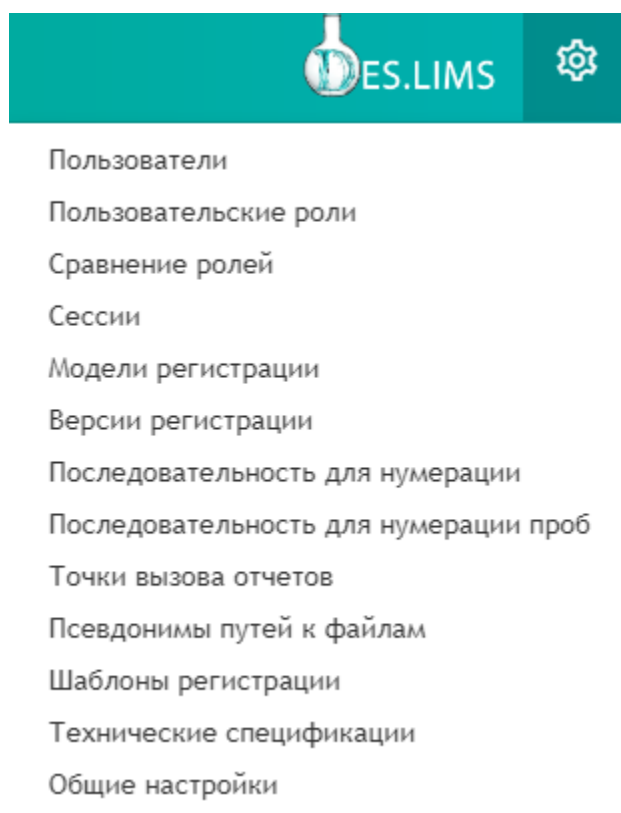 DES.LIMS
Пользователи
Пользовательские роли
Сравнение ролей
Сессии
Модели регистрации
Версии регистрации
Последовательность для нумерации
Последовательность для нумерации проб
Точки вызова отчетов
Псевдонимы путей к файлам
Шаблоны регистрации
Технические спецификации
Общие настройки